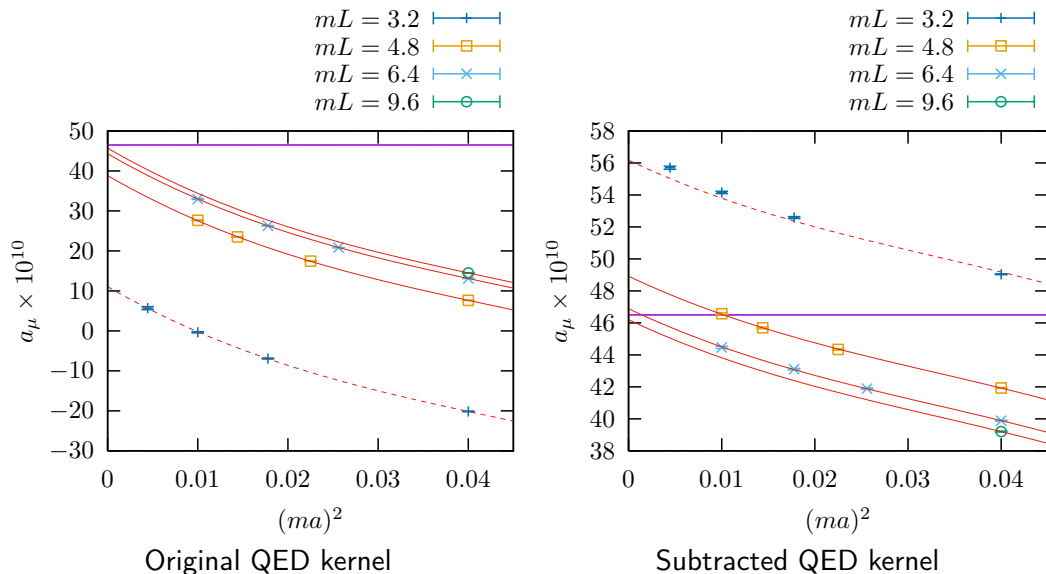 mL = 3.2
mL = 4.8
mL = 6.4
mL = 9.6
50
40
30
20
10
0
−10
−20
−30
a_μ × 10^10
0
0.01
0.02
0.03
0.04
(ma)^2
Original QED kernel
mL = 3.2
mL = 4.8
mL = 6.4
mL = 9.6
58
56
54
52
50
48
46
44
42
40
38
a_μ × 10^10
0
0.01
0.02
0.03
0.04
(ma)^2
Subtracted QED kernel